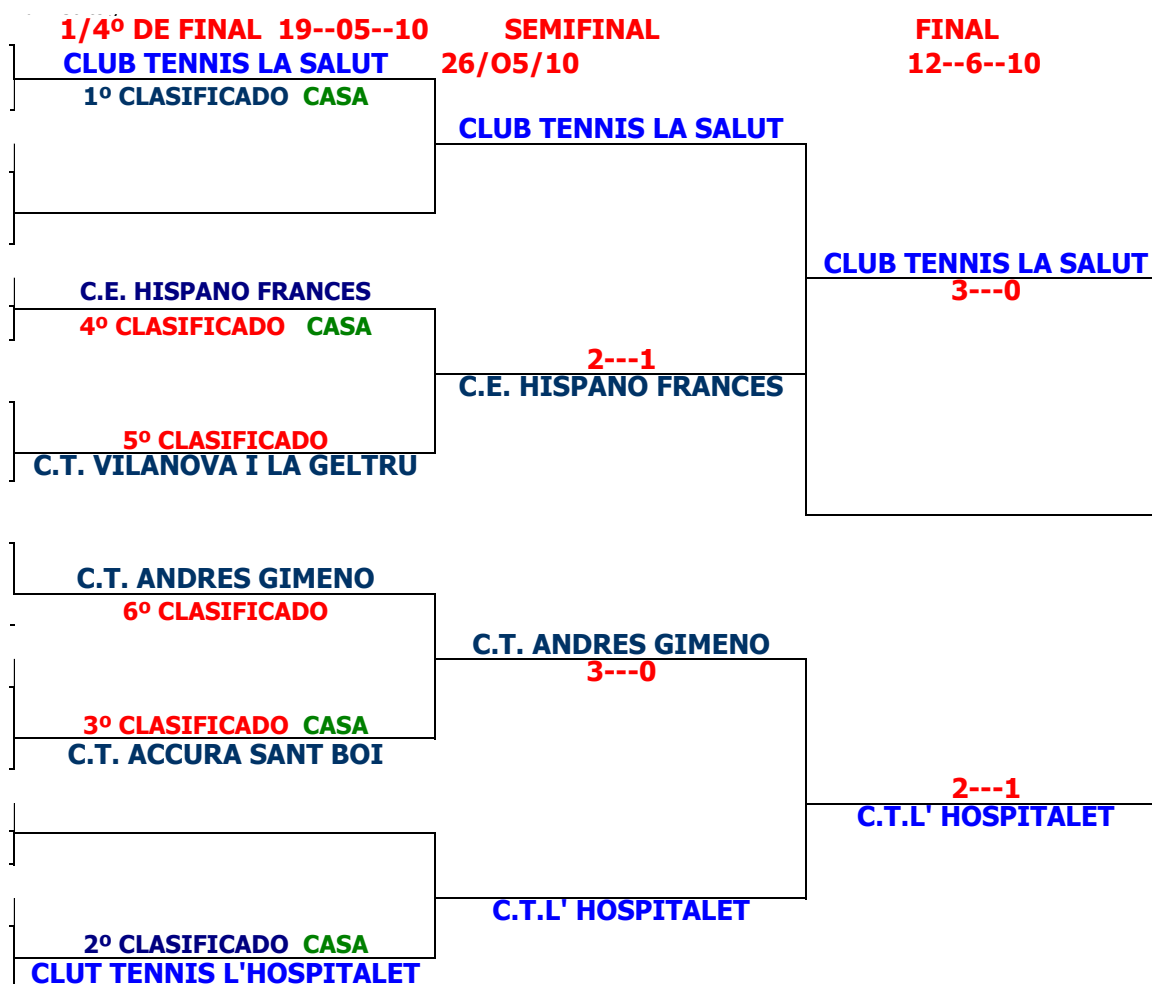 1/4º DE FINAL 19--05--10 SEMIFINAL FINAL
CLUB TENNIS LA SALUT 26/O5/10 12--6--10
1º CLASIFICADO CASA
CLUB TENNIS LA SALUT
CLUB TENNIS LA SALUT
C.E. HISPANO FRANCES 3---0
4º CLASIFICADO CASA
2---1
C.E. HISPANO FRANCES
5º CLASIFICADO
C.T. VILANOVA I LA GELTRU
C.T. ANDRES GIMENO
6º CLASIFICADO
C.T. ANDRES GIMENO
3---0
3º CLASIFICADO CASA
C.T. ACCURA SANT BOI
2---1
C.T.L' HOSPITALET
C.T.L' HOSPITALET
2º CLASIFICADO CASA
CLUT TENNIS L'HOSPITALET